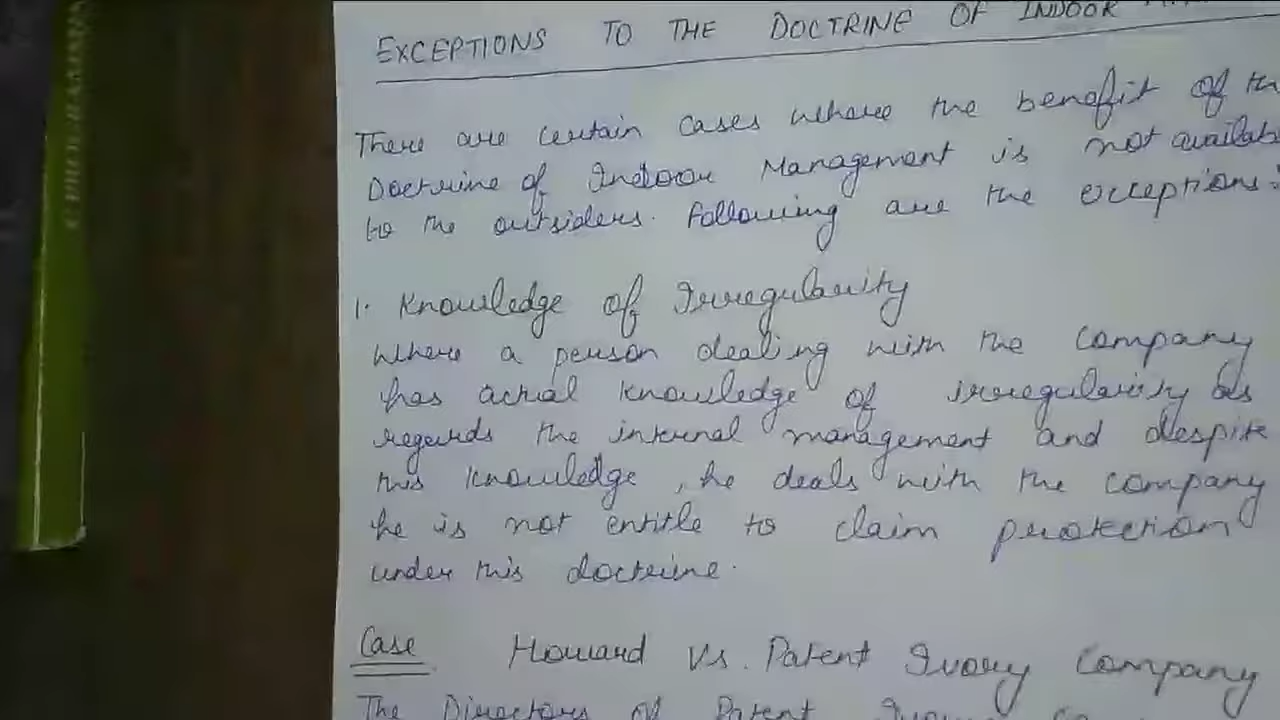 EXCEPTIONS TO THE DOCTRINE OF INDOOR
There are certain cases where the benefit of th
Doctrine of Indoor Management is not availab
to the outsiders. Following are the exceptions:
1. Knowledge of Irregularity
Where a person dealing with the company
has actual knowledge of irregularity as
regards the internal management and despite
this knowledge, he deals with the company
he is not entitle to claim protection
under this doctrine.
Case Howard Vs. Patent Ivory Company
The Directors of Patent Ivory